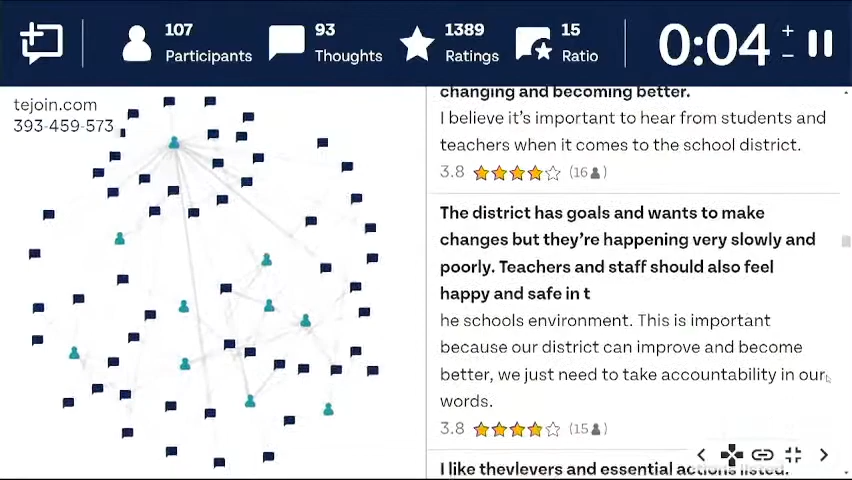 107
Participants
93
Thoughts
1389
Ratings
15
Ratio
0:04
+
−
tejoin.com
393-459-573
changing and becoming better.
I believe it's important to hear from students and
teachers when it comes to the school district.
3.8 (16)
The district has goals and wants to make
changes but they're happening very slowly and
poorly. Teachers and staff should also feel
happy and safe in t
he schools environment. This is important
because our district can improve and become
better, we just need to take accountability in our
words.
3.8 (15)
I like thevlevers and essential actions listed.